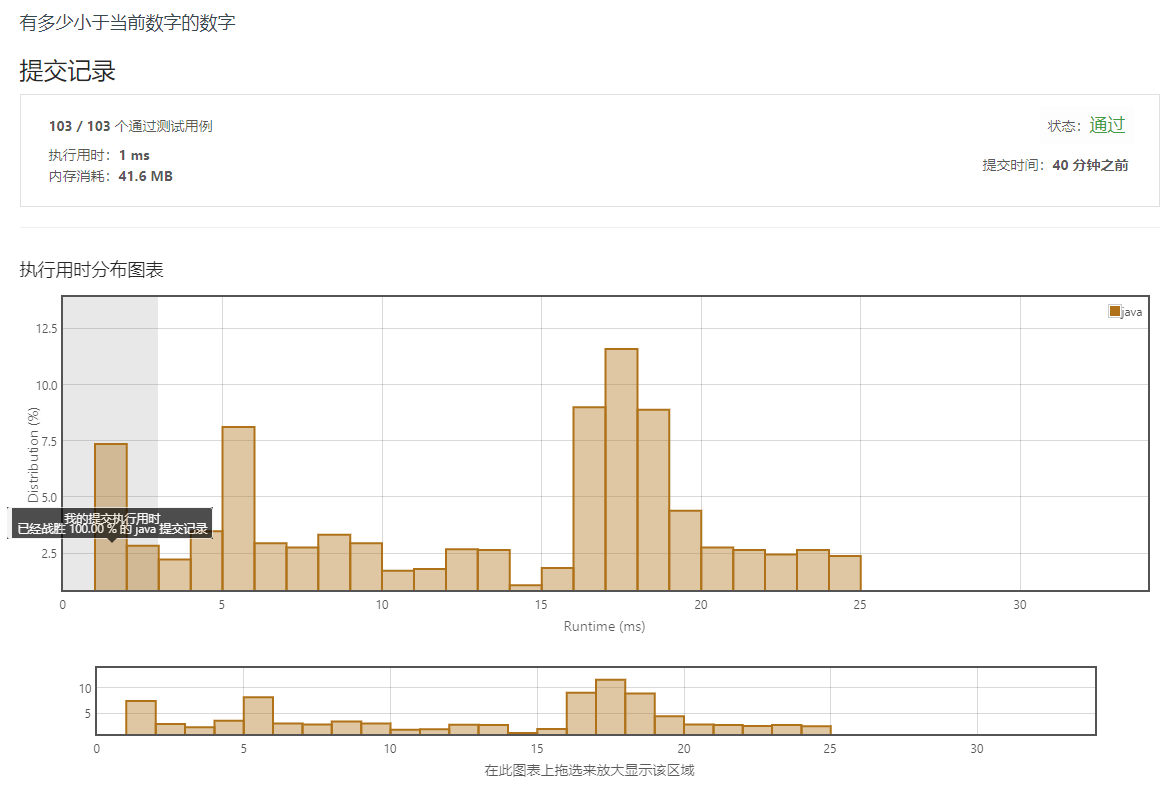 有多少小于当前数字的数字
提交记录
103 / 103 个通过测试用例
状态：通过
执行用时：1 ms
提交时间：40 分钟之前
内存消耗：41.6 MB
执行用时分布图表
java
12.5
10.0
7.5
5.0
2.5
Distribution (%)
我的提交执行用时
已经战胜 100.00 % 的 java 提交记录
0 5 10 15 20 25 30
Runtime (ms)
10
5
0 5 10 15 20 25 30
在此图表上拖选来放大显示该区域